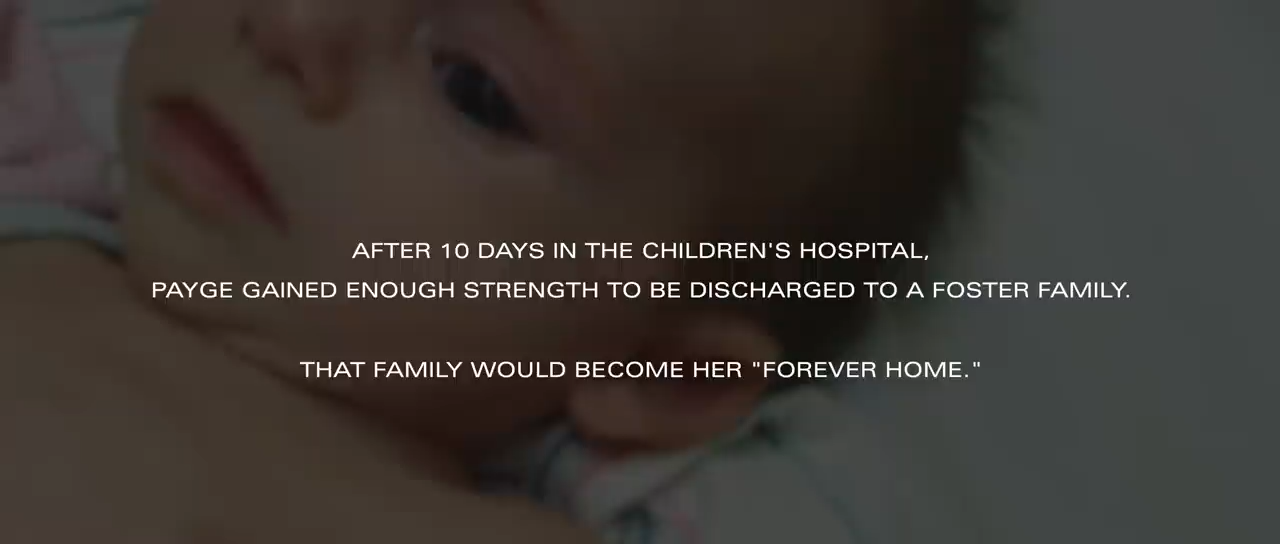 AFTER 10 DAYS IN THE CHILDREN'S HOSPITAL,
PAYGE GAINED ENOUGH STRENGTH TO BE DISCHARGED TO A FOSTER FAMILY.
THAT FAMILY WOULD BECOME HER "FOREVER HOME."